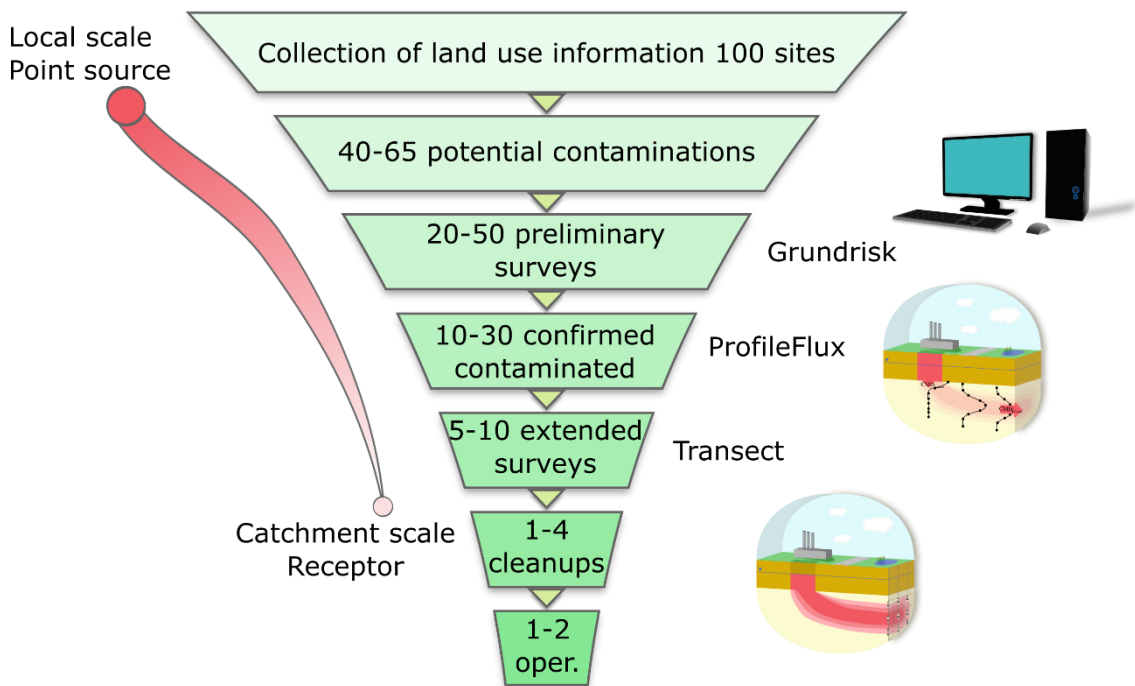 Local scale
Point source
Collection of land use information 100 sites
40-65 potential contaminations
20-50 preliminary
surveys
Grundrisk
10-30 confirmed
contaminated
ProfileFlux
5-10 extended
surveys
Transect
Catchment scale
Receptor
1-4
cleanups
1-2
oper.